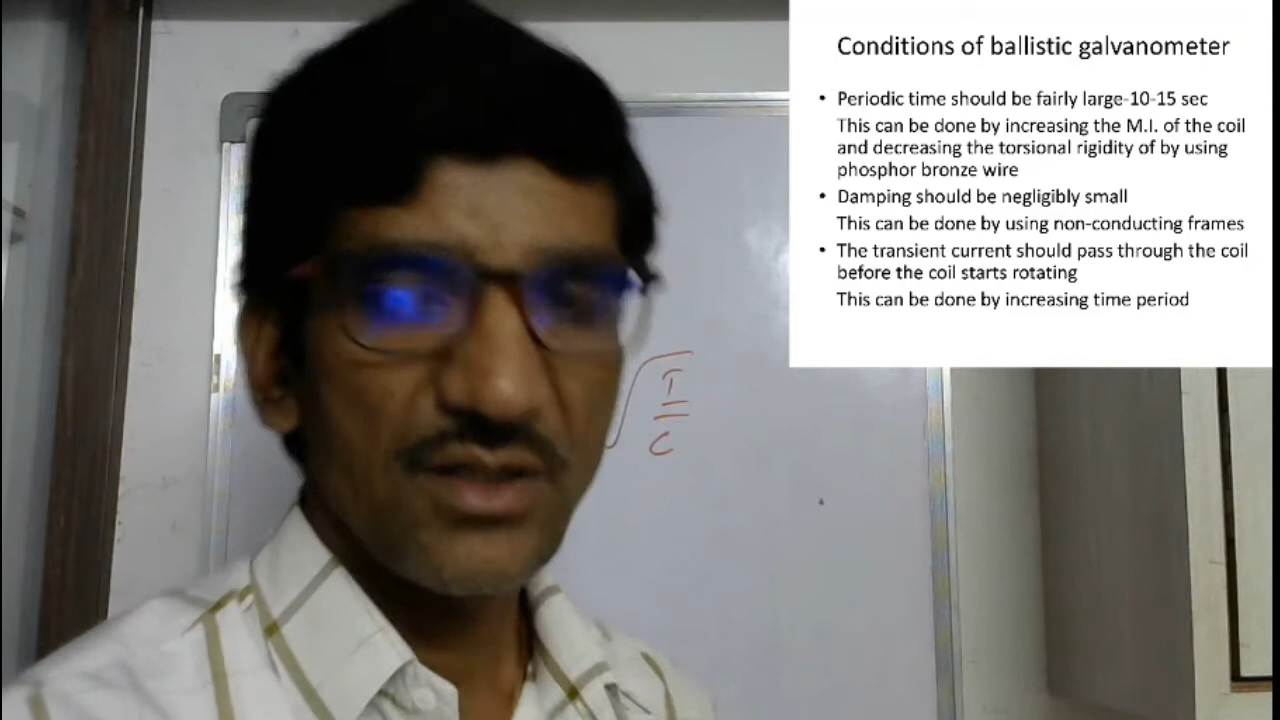 Conditions of ballistic galvanometer
• Periodic time should be fairly large-10-15 sec
This can be done by increasing the M.I. of the coil
and decreasing the torsional rigidity of by using
phosphor bronze wire
• Damping should be negligibly small
This can be done by using non-conducting frames
• The transient current should pass through the coil
before the coil starts rotating
This can be done by increasing time period
√
I
C